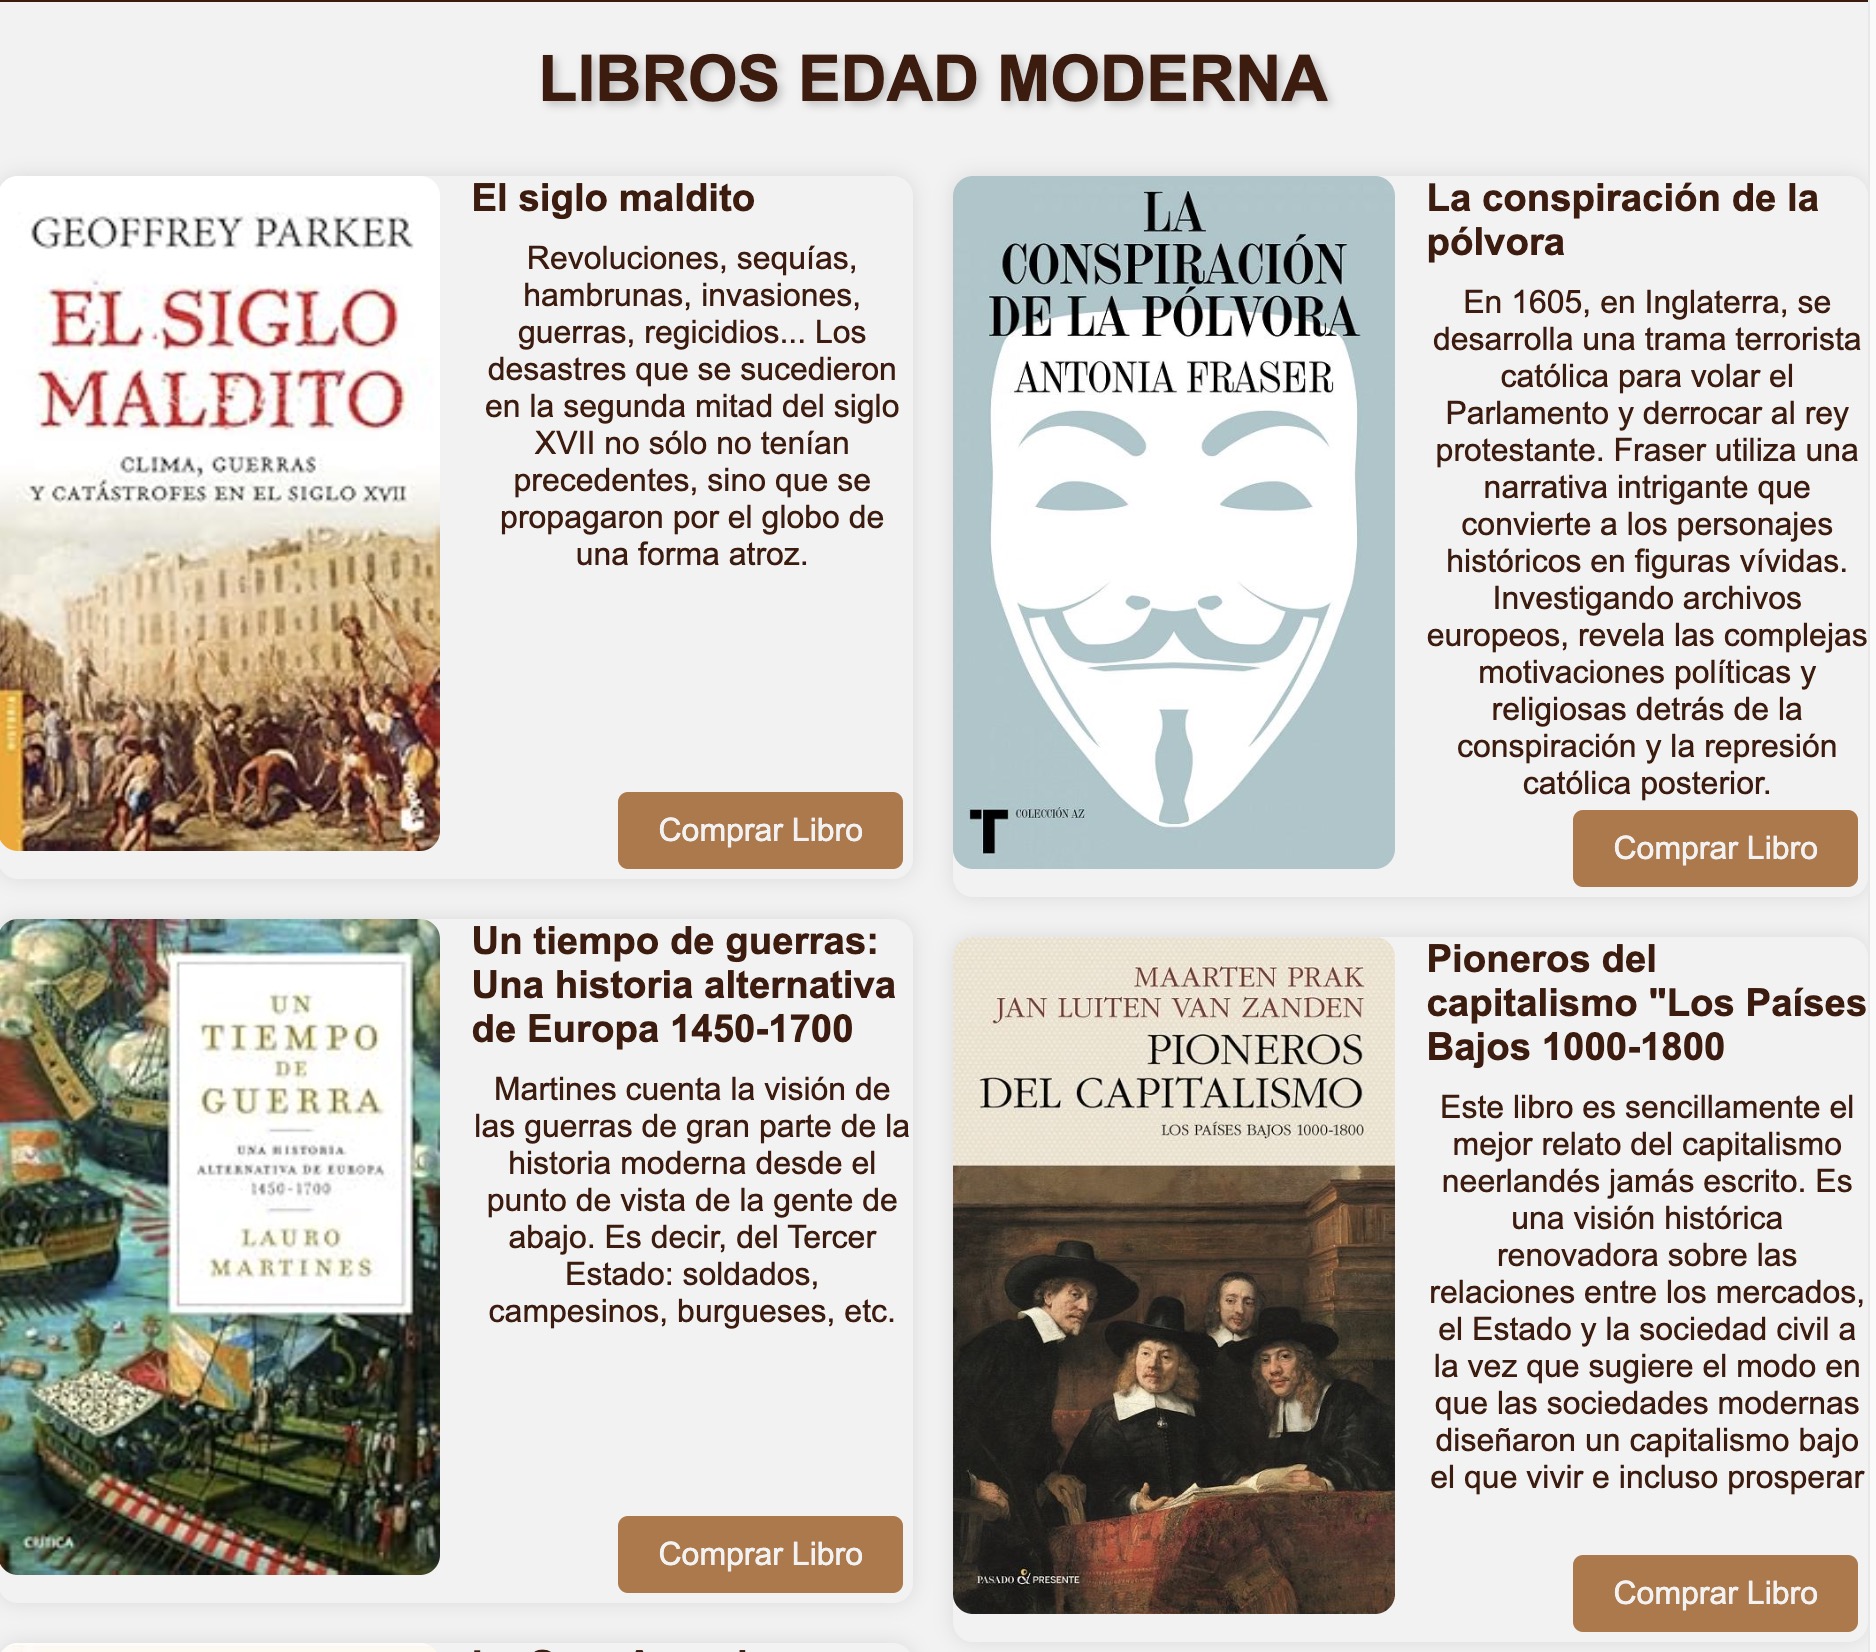 LIBROS EDAD MODERNA
GEOFFREY PARKER
EL SIGLO
MALDITO
CLIMA, GUERRAS
Y CATÁSTROFES EN EL SIGLO XVII
HISTORIA
El siglo maldito
Revoluciones, sequías,
hambrunas, invasiones,
guerras, regicidios... Los
desastres que se sucedieron
en la segunda mitad del siglo
XVII no sólo no tenían
precedentes, sino que se
propagaron por el globo de
una forma atroz.
Comprar Libro
LA
CONSPIRACIÓN
DE LA PÓLVORA
ANTONIA FRASER
T COLECCIÓN AZ
La conspiración de la
pólvora
En 1605, en Inglaterra, se
desarrolla una trama terrorista
católica para volar el
Parlamento y derrocar al rey
protestante. Fraser utiliza una
narrativa intrigante que
convierte a los personajes
históricos en figuras vívidas.
Investigando archivos
europeos, revela las complejas
motivaciones políticas y
religiosas detrás de la
conspiración y la represión
católica posterior.
Comprar Libro
UN
TIEMPO
DE
GUERRA
UNA HISTORIA
ALTERNATIVA DE EUROPA
1450-1700
LAURO
MARTINES
CRÍTICA
Un tiempo de guerras:
Una historia alternativa
de Europa 1450-1700
Martines cuenta la visión de
las guerras de gran parte de la
historia moderna desde el
punto de vista de la gente de
abajo. Es decir, del Tercer
Estado: soldados,
campesinos, burgueses, etc.
Comprar Libro
MAARTEN PRAK
JAN LUITEN VAN ZANDEN
PIONEROS
DEL CAPITALISMO
LOS PAÍSES BAJOS 1000-1800
PASADO & PRESENTE
Pioneros del
capitalismo "Los Países
Bajos 1000-1800
Este libro es sencillamente el
mejor relato del capitalismo
neerlandés jamás escrito. Es
una visión histórica
renovadora sobre las
relaciones entre los mercados,
el Estado y la sociedad civil a
la vez que sugiere el modo en
que las sociedades modernas
diseñaron un capitalismo bajo
el que vivir e incluso prosperar
Comprar Libro